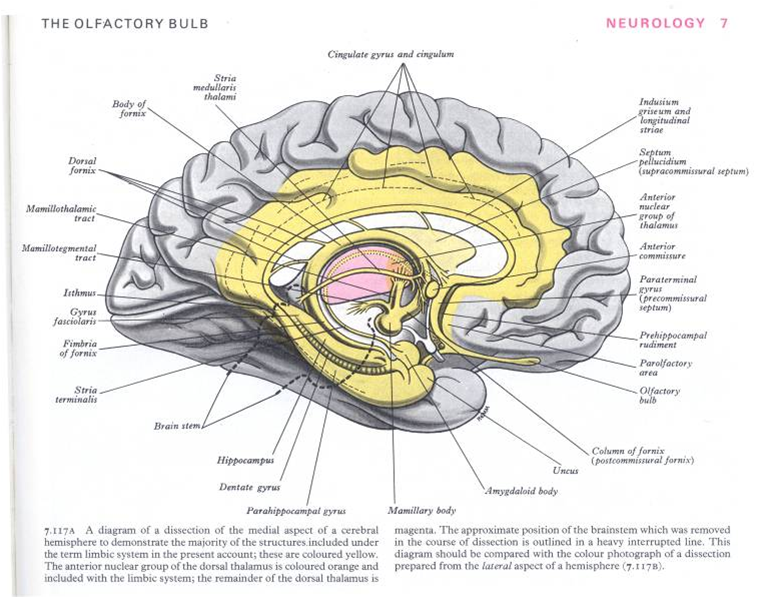 THE OLFACTORY BULB
NEUROLOGY 7
Cingulate gyrus and cingulum
Stria
medullaris
thalami
Body of
fornix
Dorsal
fornix
Mamillothalamic
tract
Mamillotegmental
tract
Isthmus
Gyrus
fasciolaris
Fimbria
of fornix
Stria
terminalis
Brain stem
Hippocampus
Dentate gyrus
Parahippocampal gyrus
Mamillary body
Amygdaloid body
Uncus
Column of fornix
(postcommissural fornix)
Indusium
griseum and
longitudinal
striae
Septum
pellucidium
(supracommissural septum)
Anterior
nuclear
group of
thalamus
Anterior
commissure
Paraterminal
gyrus
(precommissural
septum)
Prehippocampal
rudiment
Parolfactory
area
Olfactory
bulb
7.117A A diagram of a dissection of the medial aspect of a cerebral
hemisphere to demonstrate the majority of the structures included under
the term limbic system in the present account; these are coloured yellow.
The anterior nuclear group of the dorsal thalamus is coloured orange and
included with the limbic system; the remainder of the dorsal thalamus is
magenta. The approximate position of the brainstem which was removed
in the course of dissection is outlined in a heavy interrupted line. This
diagram should be compared with the colour photograph of a dissection
prepared from the lateral aspect of a hemisphere (7.117B).